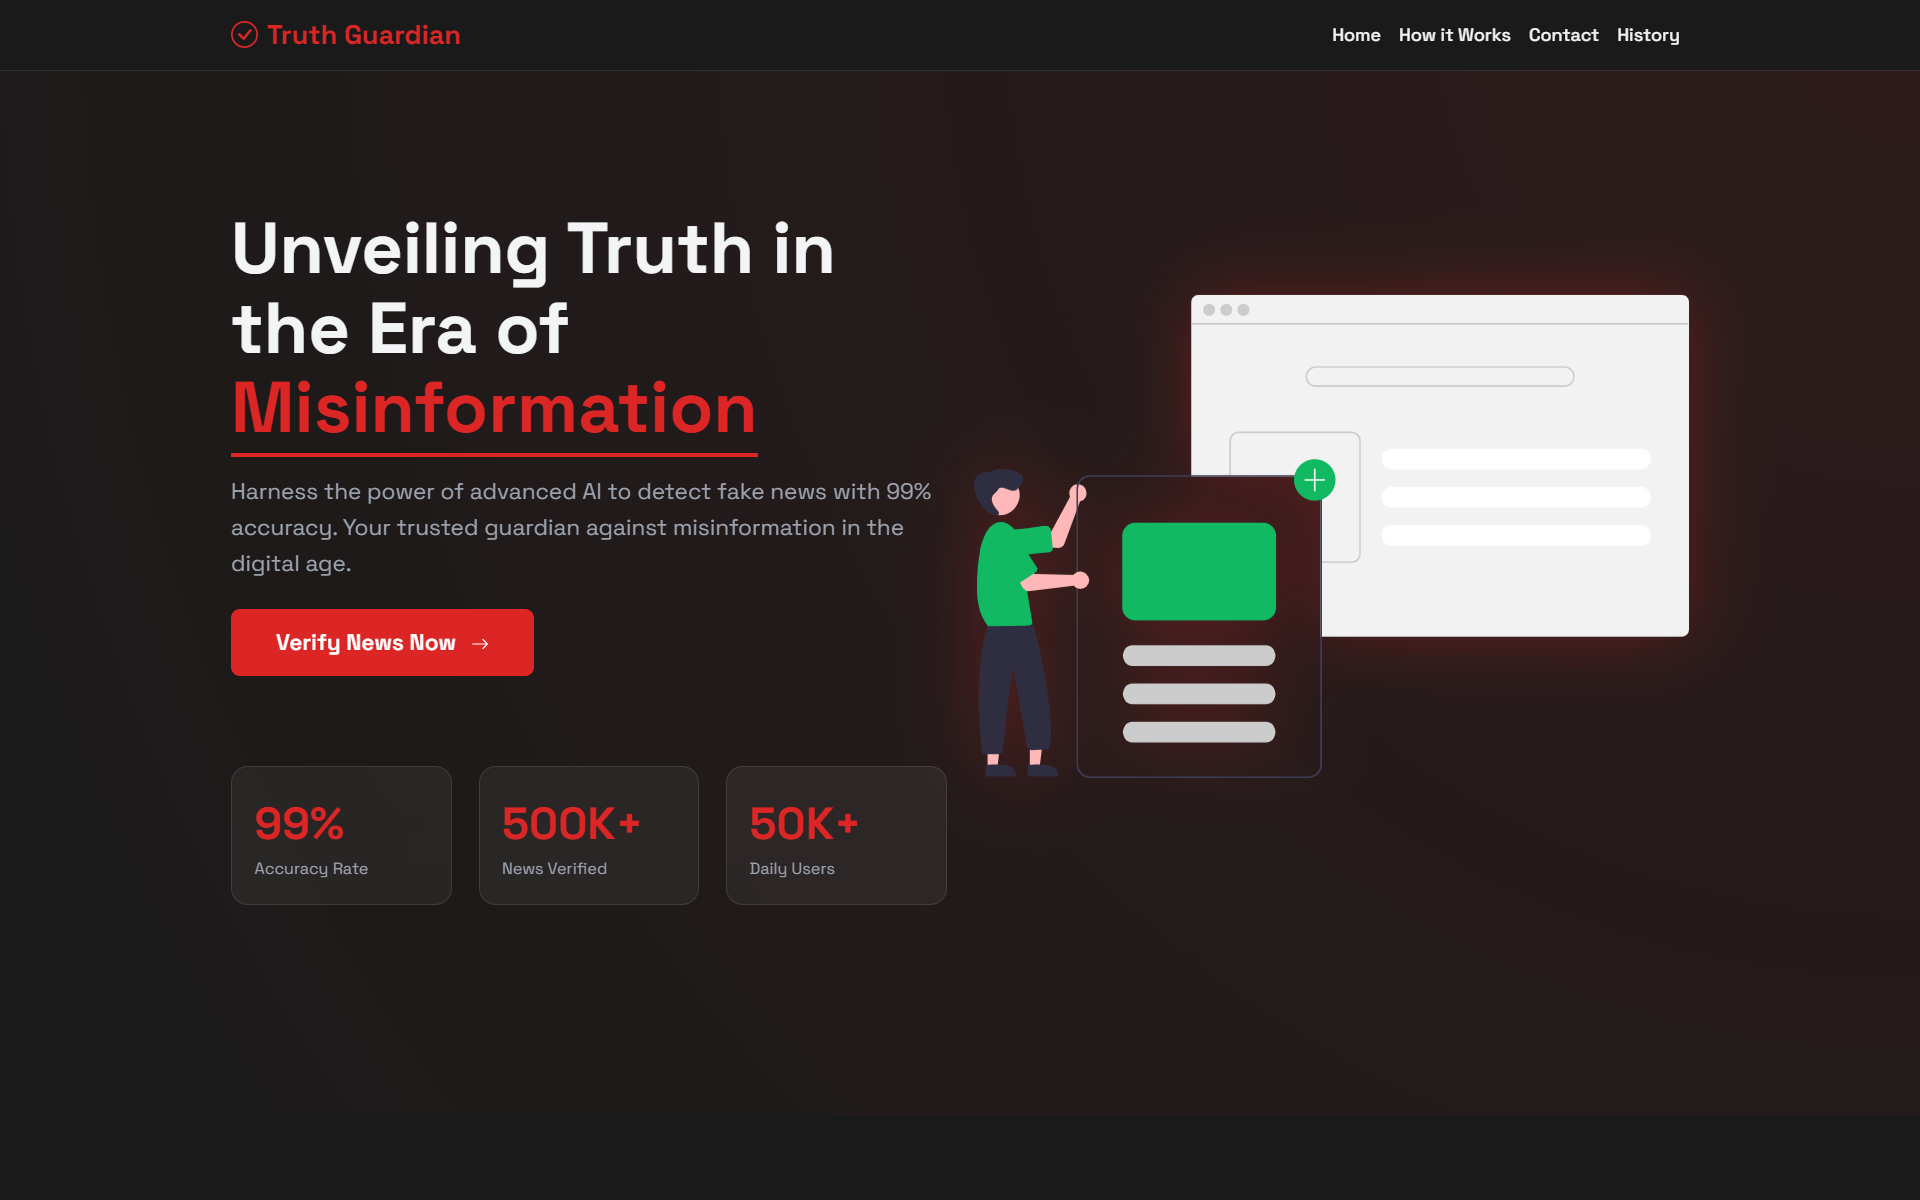 Truth Guardian
Home How it Works Contact History
Unveiling Truth in
the Era of
Misinformation
Harness the power of advanced AI to detect fake news with 99%
accuracy. Your trusted guardian against misinformation in the
digital age.
Verify News Now →
99%
Accuracy Rate
500K+
News Verified
50K+
Daily Users